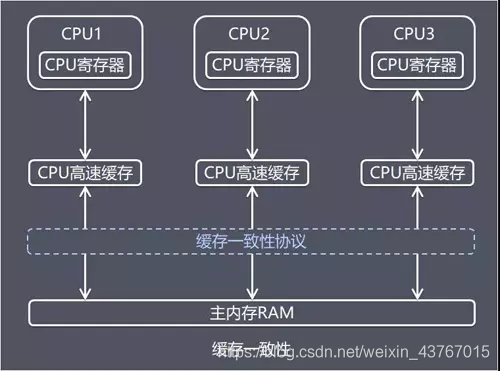 CPU1 CPU2 CPU3
CPU寄存器 CPU寄存器 CPU寄存器
CPU高速缓存 CPU高速缓存 CPU高速缓存
缓存一致性协议
主内存RAM
缓存一致性
https://blog.csdn.net/weixin_43767015